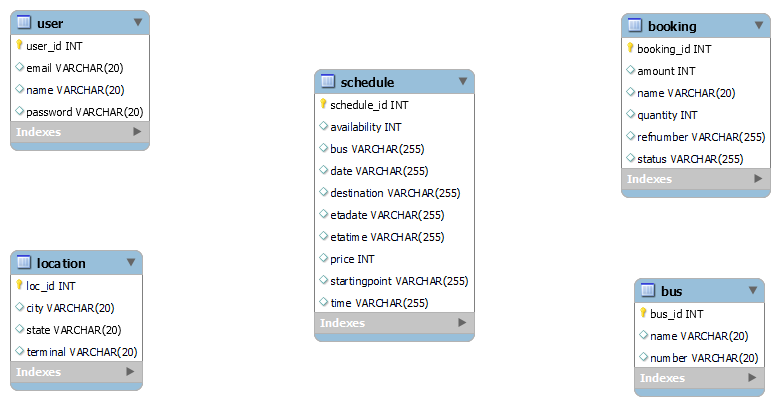 user
user_id INT
email VARCHAR(20)
name VARCHAR(20)
password VARCHAR(20)
Indexes
location
loc_id INT
city VARCHAR(20)
state VARCHAR(20)
terminal VARCHAR(20)
Indexes
schedule
schedule_id INT
availability INT
bus VARCHAR(255)
date VARCHAR(255)
destination VARCHAR(255)
etadate VARCHAR(255)
etatime VARCHAR(255)
price INT
startingpoint VARCHAR(255)
time VARCHAR(255)
Indexes
booking
booking_id INT
amount INT
name VARCHAR(20)
quantity INT
refnumber VARCHAR(255)
status VARCHAR(255)
Indexes
bus
bus_id INT
name VARCHAR(20)
number VARCHAR(20)
Indexes